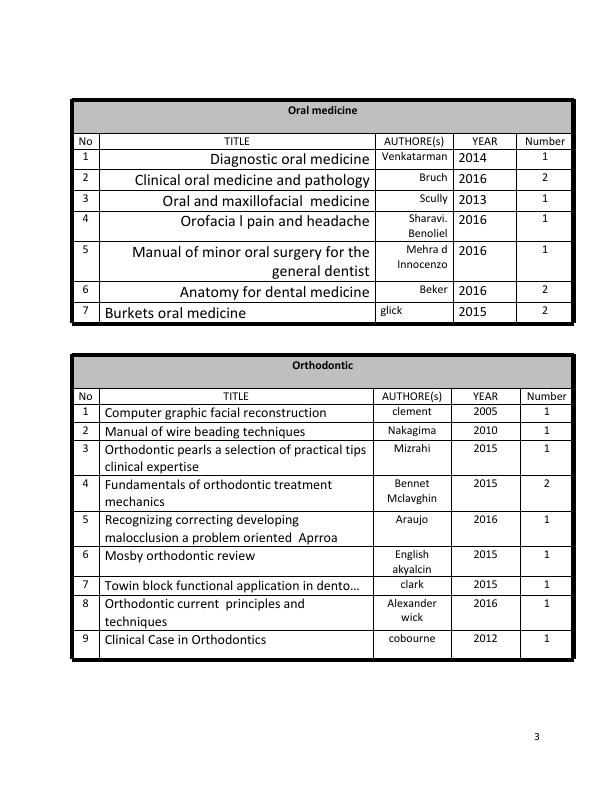 Oral medicine
No TITLE AUTHORE(s) YEAR Number
1 Diagnostic oral medicine Venkatarman 2014 1
2 Clinical oral medicine and pathology Bruch 2016 2
3 Oral and maxillofacial medicine Scully 2013 1
4 Orofacia l pain and headache Sharavi. 2016 1
Benoliel
5 Manual of minor oral surgery for the Mehra d 2016 1
general dentist Innocenzo
6 Anatomy for dental medicine Beker 2016 2
7 Burkets oral medicine glick 2015 2
Orthodontic
No TITLE AUTHORE(s) YEAR Number
1 Computer graphic facial reconstruction clement 2005 1
2 Manual of wire beading techniques Nakagima 2010 1
3 Orthodontic pearls a selection of practical tips Mizrahi 2015 1
clinical expertise
4 Fundamentals of orthodontic treatment Bennet 2015 2
mechanics Mclavghin
5 Recognizing correcting developing Araujo 2016 1
malocclusion a problem oriented Aprroa
6 Mosby orthodontic review English 2015 1
akyalcin
7 Towin block functional application in dento... clark 2015 1
8 Orthodontic current principles and Alexander 2016 1
techniques wick
9 Clinical Case in Orthodontics cobourne 2012 1
3